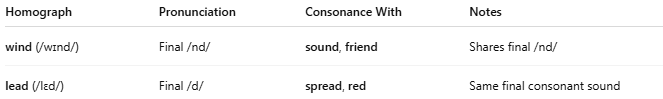 Homograph Pronunciation Consonance With Notes
wind (/wɪnd/) Final /nd/ sound, friend Shares final /nd/
lead (/lɛd/) Final /d/ spread, red Same final consonant sound